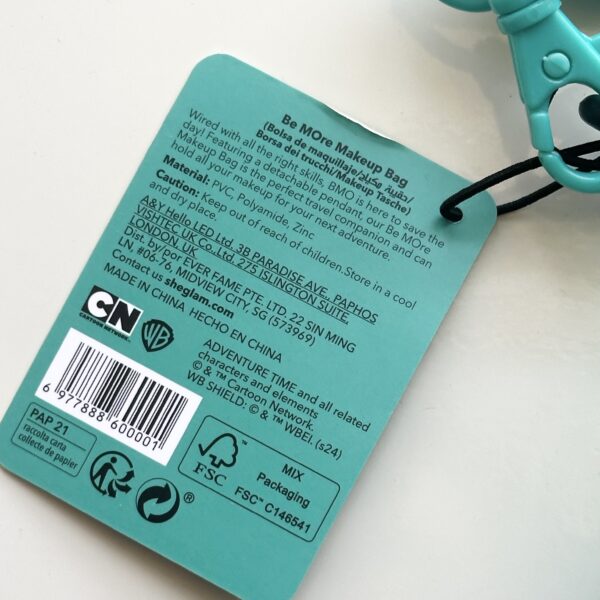 Be MOre Makeup Bag
(Bolsa de maquillaje/حقيبة مكياج/
Borsa dei trucchi/Makeup Tasche)
Wired with all the right skills, BMO is here to save the
day! Featuring a detachable pendant, our Be MOre
Makeup Bag is the perfect travel companion and can
hold all your makeup for your next adventure.
Material: PVC, Polyamide, Zinc
Caution: Keep out of reach of children.Store in a cool
and dry place.
A&Y Hello LED Ltd. 3B PARADISE AVE., PAPHOS
VISHTEC UK Co. Ltd. 275 ISLINGTON SUITE.
LONDON. UK
Dist. by/por EVER FAME PTE. LTD. 22 SIN MING
LN #06-76, MIDVIEW CITY, SG (573969)
Contact us sheglam.com
MADE IN CHINA HECHO EN CHINA
CN
CARTOON NETWORK
WB
ADVENTURE TIME and all related
characters and elements
© & ™ Cartoon Network.
WB SHIELD: © & ™ WBEI. (s24)
6 977888 600001
PAP 21
raccolta carta
collecte de papier
®
FSC
MIX
Packaging
FSC™ C146541